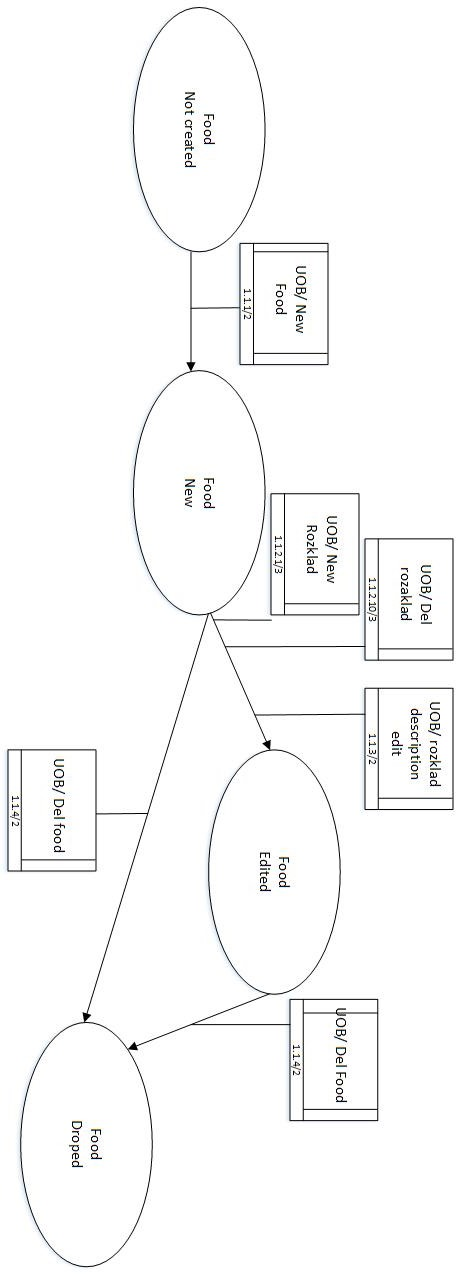 Food
Not created
UOB/ New
Food
1.1.1/2
Food
New
UOB/ New
Rozklad
1.1.2.1/3
UOB/ Del
rozaklad
1.1.2.10/3
UOB/ rozklad
description
edit
1.1.3/2
UOB/ Del food
1.1.4/2
Food
Edited
UOB/ Del Food
1.1.4/2
Food
Droped